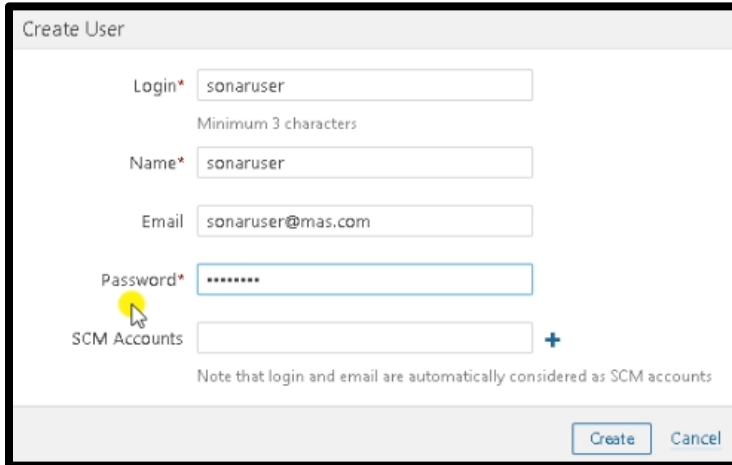 Create User
Login* sonaruser
Minimum 3 characters
Name* sonaruser
Email sonaruser@mas.com
Password* ••••••••
SCM Accounts +
Note that login and email are automatically considered as SCM accounts
Create Cancel